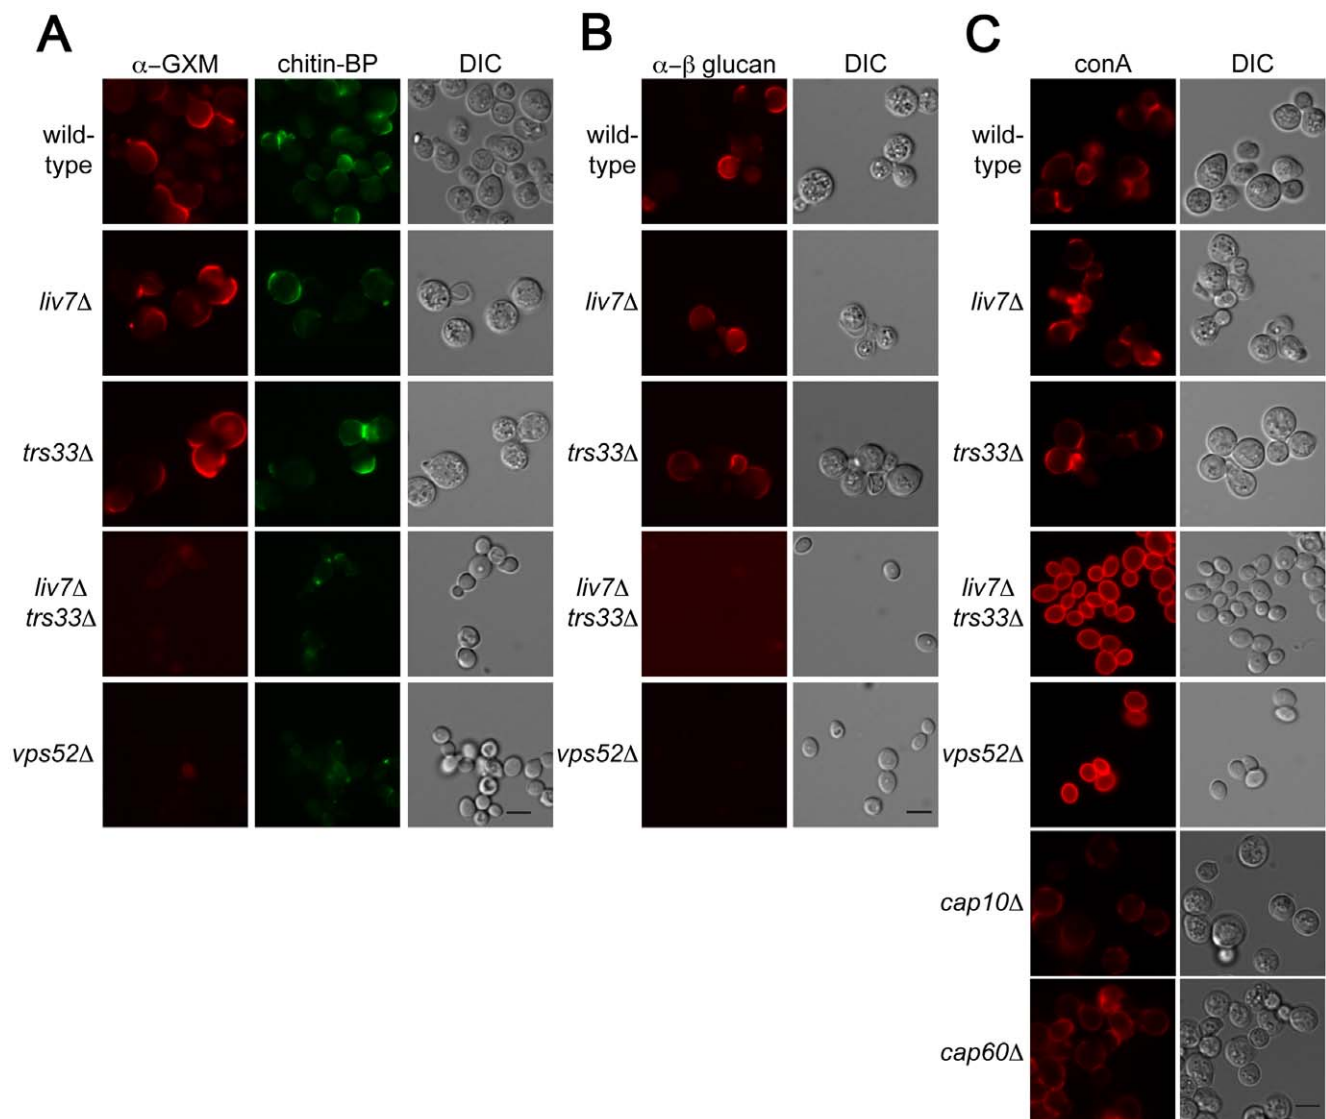 A
α–GXM chitin-BP DIC
wild-
type
liv7Δ
trs33Δ
liv7Δ
trs33Δ
vps52Δ
B
α–β glucan DIC
wild-
type
liv7Δ
trs33Δ
liv7Δ
trs33Δ
vps52Δ
C
conA DIC
wild-
type
liv7Δ
trs33Δ
liv7Δ
trs33Δ
vps52Δ
cap10Δ
cap60Δ